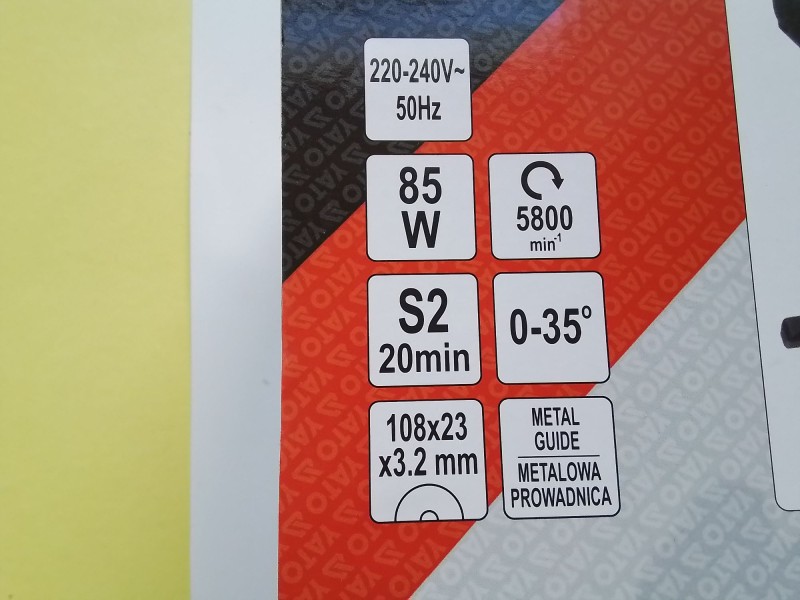 220-240V~
50Hz
85
W
5800
min-1
S2
20min
0-35°
108x23
x3.2 mm
METAL
GUIDE
METALOWA
PROWADNICA
YATO